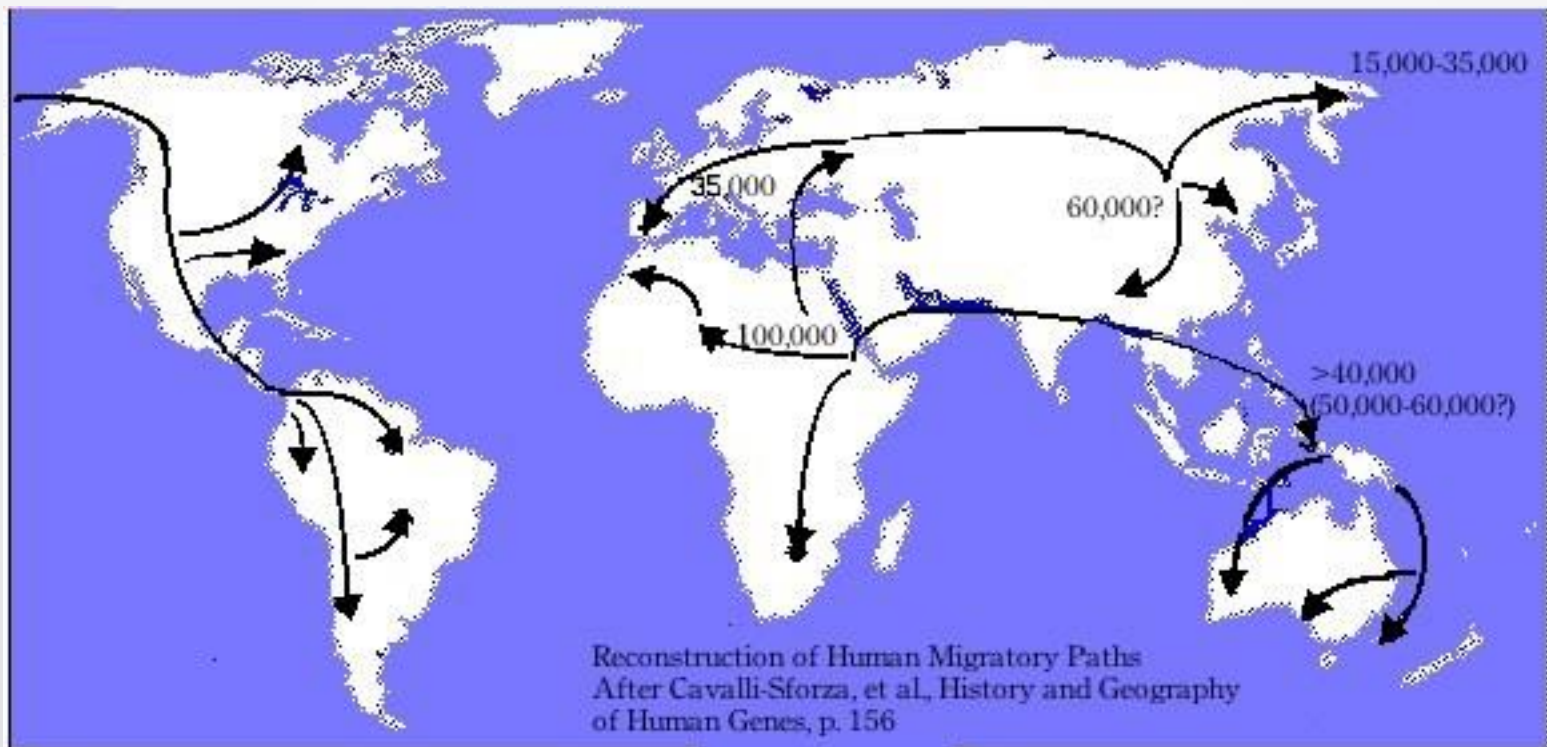 15,000-35,000
35,000
60,000?
100,000
>40,000
(50,000-60,000?)
Reconstruction of Human Migratory Paths
After Cavalli-Sforza, et al., History and Geography
of Human Genes, p. 156